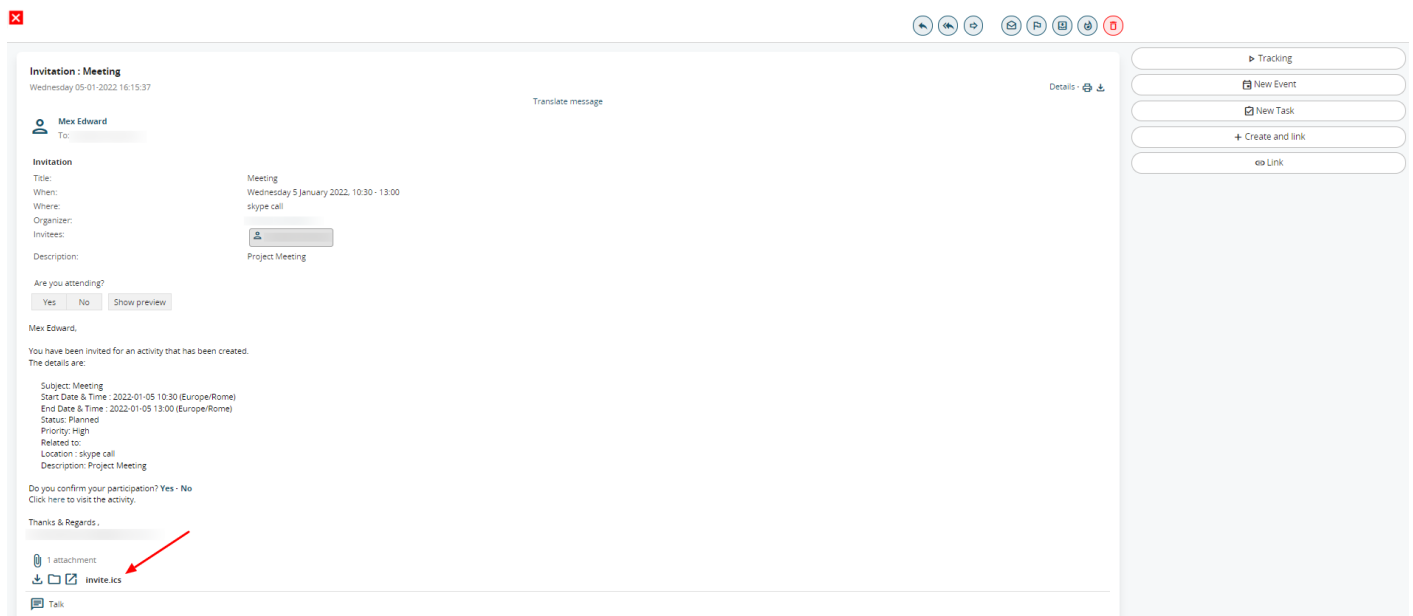 Invitation : Meeting
Wednesday 05-01-2022 16:15:37
Details -
Translate message
Mex Edward
To:
Invitation
Title: Meeting
When: Wednesday 5 January 2022, 10:30 - 13:00
Where: skype call
Organizer:
Invitees:
Description: Project Meeting
Are you attending?
Yes No Show preview
Mex Edward,
You have been invited for an activity that has been created.
The details are:
Subject: Meeting
Start Date & Time : 2022-01-05 10:30 (Europe/Rome)
End Date & Time : 2022-01-05 13:00 (Europe/Rome)
Status: Planned
Priority: High
Related to:
Location : skype call
Description: Project Meeting
Do you confirm your participation? Yes - No
Click here to visit the activity.
Thanks & Regards ,
1 attachment
invite.ics
Talk
Tracking
New Event
New Task
+ Create and link
Link